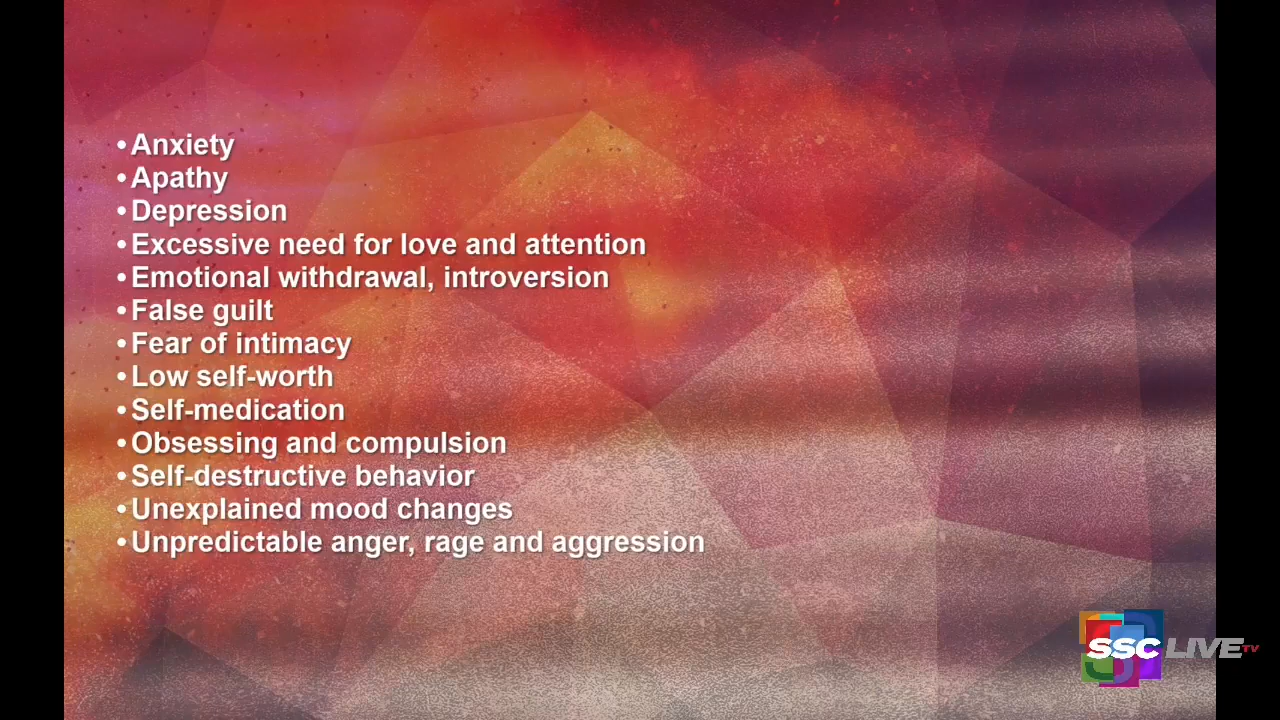 • Anxiety
• Apathy
• Depression
• Excessive need for love and attention
• Emotional withdrawal, introversion
• False guilt
• Fear of intimacy
• Low self-worth
• Self-medication
• Obsessing and compulsion
• Self-destructive behavior
• Unexplained mood changes
• Unpredictable anger, rage and aggression
SSC LIVE TV